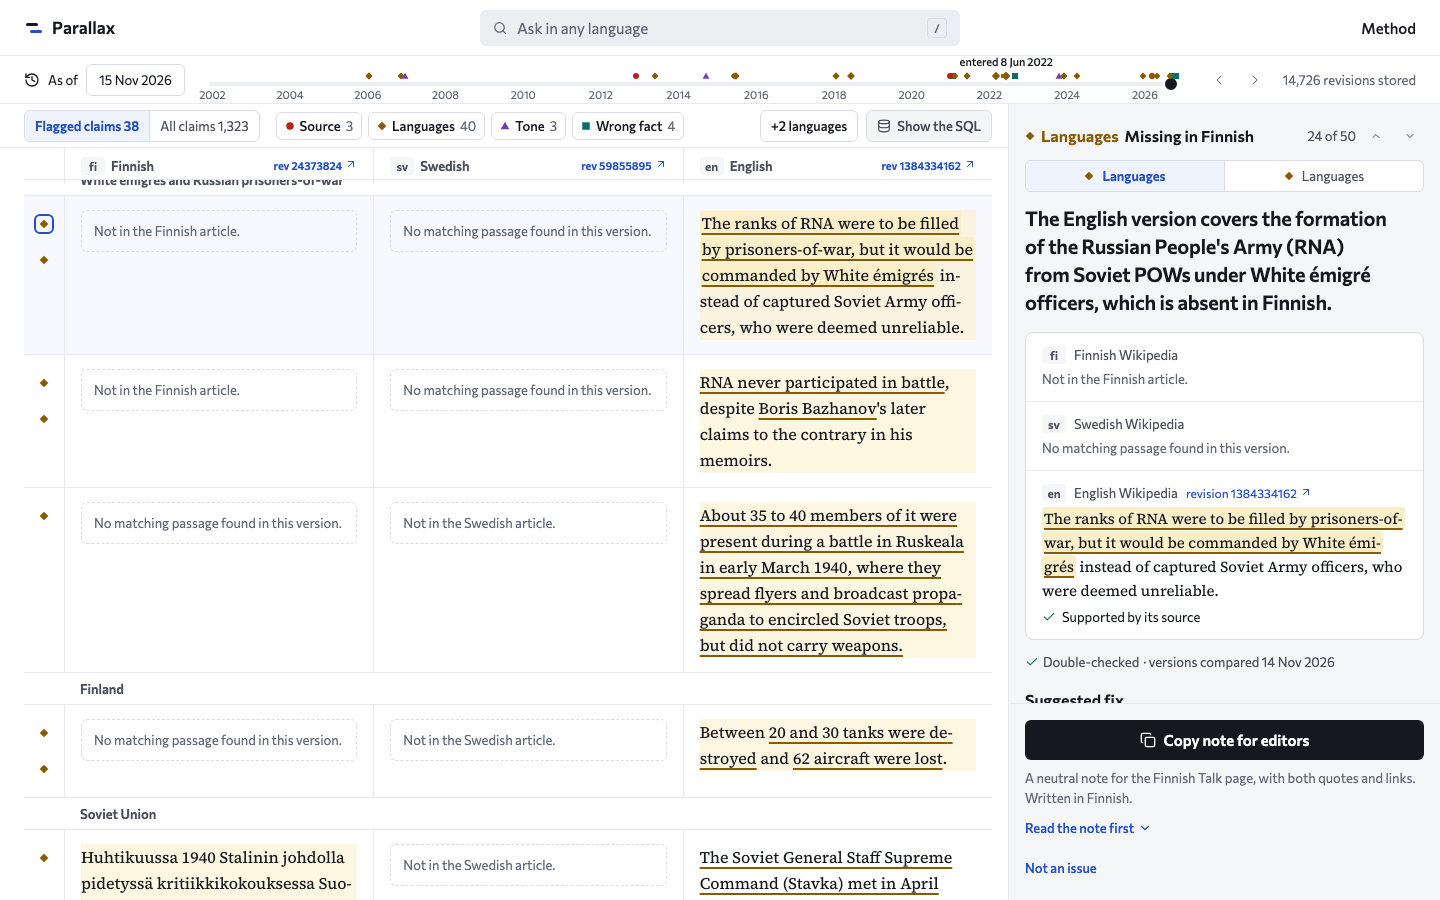 Parallax
Ask in any language
/
Method
As of
15 Nov 2026
entered 8 Jun 2022
2002
2004
2006
2008
2010
2012
2014
2016
2018
2020
2022
2024
2026
14,726 revisions stored
Flagged claims 38
All claims 1,323
Source 3
Languages 40
Tone 3
Wrong fact 4
+2 languages
Show the SQL
fi Finnish
rev 24373824
sv Swedish
rev 59855895
en English
rev 1384334162
White émigrés and Russian prisoners-of-war
Not in the Finnish article.
No matching passage found in this version.
The ranks of RNA were to be filled
by prisoners-of-war, but it would be
commanded by White émigrés in-
stead of captured Soviet Army offi-
cers, who were deemed unreliable.
Not in the Finnish article.
No matching passage found in this version.
RNA never participated in battle,
despite Boris Bazhanov's later
claims to the contrary in his
memoirs.
No matching passage found in this version.
Not in the Swedish article.
About 35 to 40 members of it were
present during a battle in Ruskeala
in early March 1940, where they
spread flyers and broadcast propa-
ganda to encircled Soviet troops,
but did not carry weapons.
Finland
No matching passage found in this version.
Not in the Swedish article.
Between 20 and 30 tanks were de-
stroyed and 62 aircraft were lost.
Soviet Union
Huhtikuussa 1940 Stalinin johdolla
pidetyssä kritiikkikokouksessa Suo-
Not in the Swedish article.
The Soviet General Staff Supreme
Command (Stavka) met in April
Languages Missing in Finnish
24 of 50
Languages
Languages
The English version covers the formation
of the Russian People's Army (RNA)
from Soviet POWs under White émigré
officers, which is absent in Finnish.
fi Finnish Wikipedia
Not in the Finnish article.
sv Swedish Wikipedia
No matching passage found in this version.
en English Wikipedia revision 1384334162
The ranks of RNA were to be filled by prisoners-of-
war, but it would be commanded by White émi-
grés instead of captured Soviet Army officers, who
were deemed unreliable.
Supported by its source
Double-checked · versions compared 14 Nov 2026
Suggested fix
Copy note for editors
A neutral note for the Finnish Talk page, with both quotes and links.
Written in Finnish.
Read the note first
Not an issue